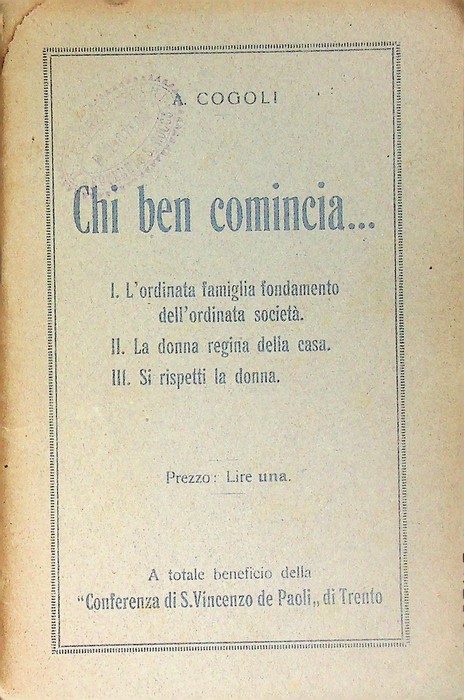 A. COGOLI
Chi ben comincia...
I. L'ordinata famiglia fondamento
dell'ordinata società.
II. La donna regina della casa.
III. Si rispetti la donna.
Prezzo: Lire una.
A totale beneficio della
"Conferenza di S. Vincenzo de Paoli„ di Trento